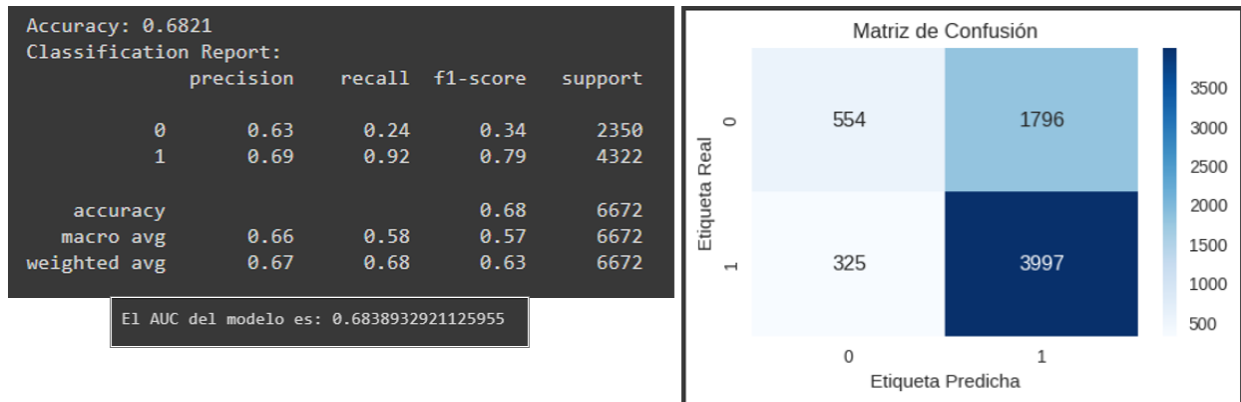 Accuracy: 0.6821
Classification Report:
precision recall f1-score support
0 0.63 0.24 0.34 2350
1 0.69 0.92 0.79 4322
accuracy 0.68 6672
macro avg 0.66 0.58 0.57 6672
weighted avg 0.67 0.68 0.63 6672
El AUC del modelo es: 0.6838932921125955
Matriz de Confusión
Etiqueta Real
0
554 1796
1
325 3997
0 1
Etiqueta Predicha
3500
3000
2500
2000
1500
1000
500